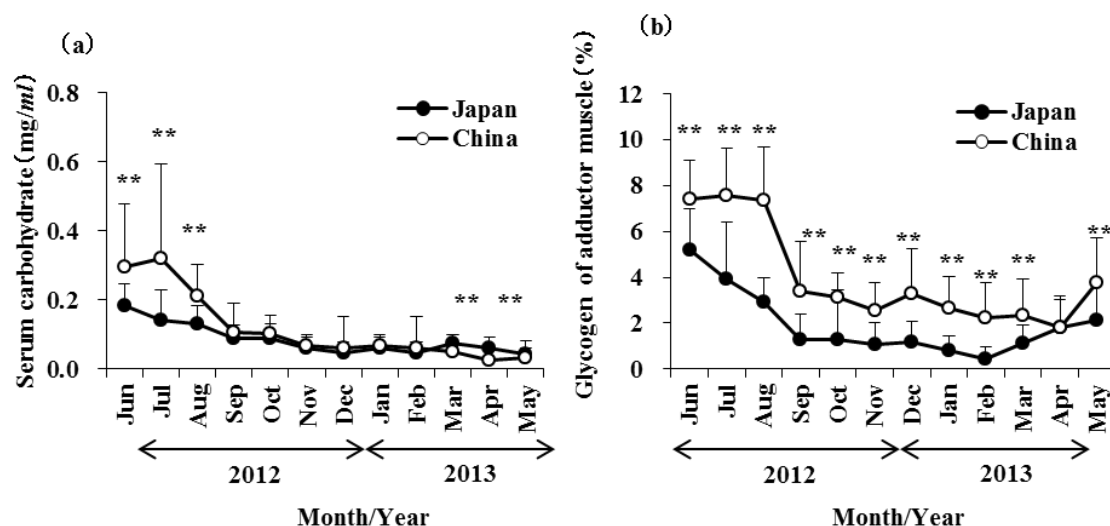 (a)
Serum carbohydrate(mg/ml)
0.8
0.6
0.4
0.2
0.0
Japan
China
**
**
**
**
**
Jun
Jul
Aug
Sep
Oct
Nov
Dec
Jan
Feb
Mar
Apr
May
2012
2013
Month/Year
(b)
Glycogen of adductor muscle(%)
12
10
8
6
4
2
0
Japan
China
**
**
**
**
**
**
**
**
**
**
**
Jun
Jul
Aug
Sep
Oct
Nov
Dec
Jan
Feb
Mar
Apr
May
2012
2013
Month/Year